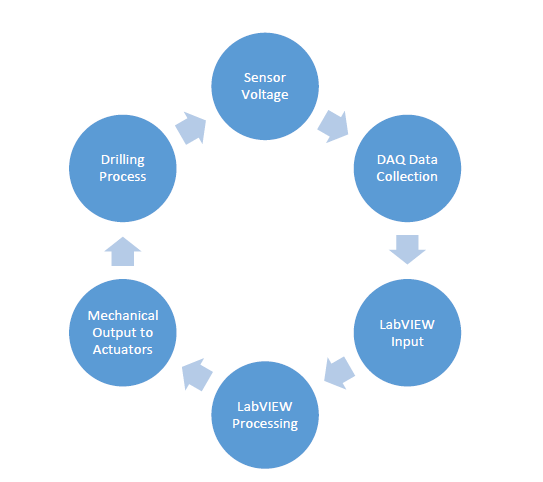 Sensor
Voltage
DAQ Data
Collection
LabVIEW
Input
LabVIEW
Processing
Mechanical
Output to
Actuators
Drilling
Process